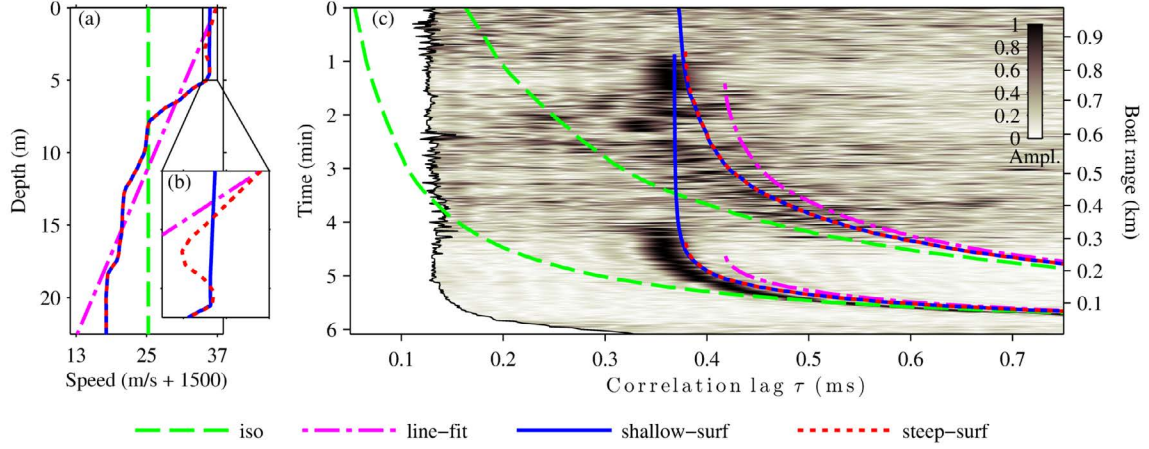 (a)
0
5
10
15
20
Depth (m)
13 25 37
Speed (m/s + 1500)
(b)
(c)
0
1
2
3
4
5
6
Time (min)
0.1 0.2 0.3 0.4 0.5 0.6 0.7
Correlation lag τ (ms)
1
0.8
0.6
0.4
0.2
0
Ampl.
0.9
0.8
0.7
0.6
0.5
0.4
0.3
0.2
0.1
Boat range (km)
iso line−fit shallow−surf steep−surf